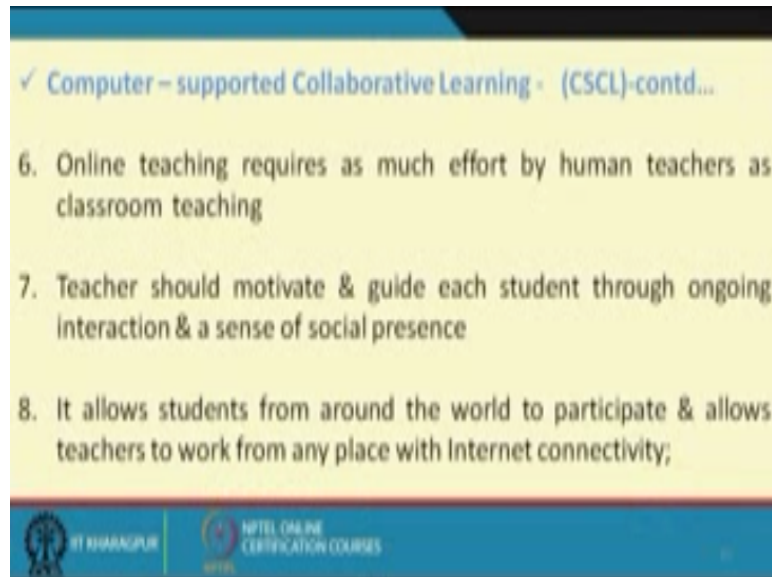 ✓ Computer – supported Collaborative Learning - (CSCL)-contd...
6. Online teaching requires as much effort by human teachers as
classroom teaching
7. Teacher should motivate & guide each student through ongoing
interaction & a sense of social presence
8. It allows students from around the world to participate & allows
teachers to work from any place with Internet connectivity;
IIT KHARAGPUR
NPTEL ONLINE
CERTIFICATION COURSES
NPTEL